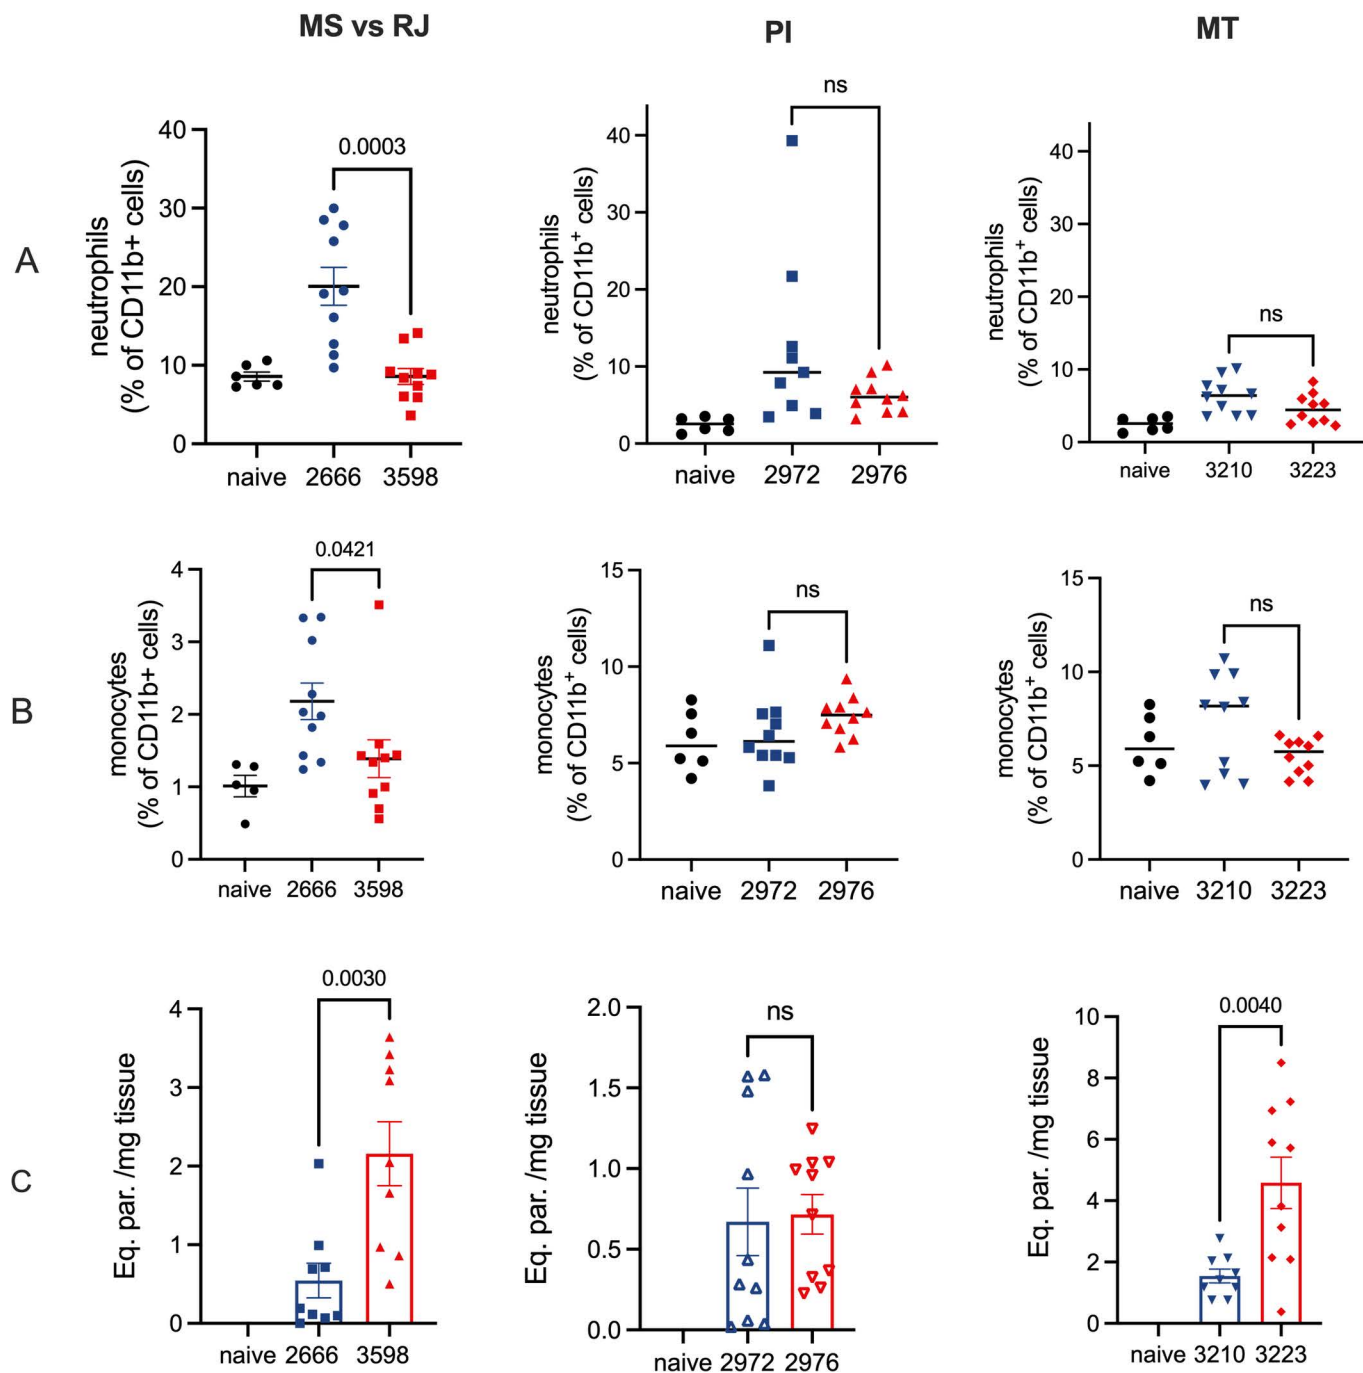 MS vs RJ
PI
MT
A
neutrophils
(% of CD11b+ cells)
40
30
20
10
0
0.0003
naive 2666 3598
neutrophils
(% of CD11b⁺ cells)
40
30
20
10
0
ns
naive 2972 2976
neutrophils
(% of CD11b⁺ cells)
40
30
20
10
0
ns
naive 3210 3223
B
monocytes
(% of CD11b+ cells)
4
3
2
1
0
0.0421
naive 2666 3598
monocytes
(% of CD11b⁺ cells)
15
10
5
0
ns
naive 2972 2976
monocytes
(% of CD11b⁺ cells)
15
10
5
0
ns
naive 3210 3223
C
Eq. par. /mg tissue
4
3
2
1
0
0.0030
naive 2666 3598
Eq. par. /mg tissue
2.0
1.5
1.0
0.5
0.0
ns
naive 2972 2976
Eq. par. /mg tissue
10
8
6
4
2
0
0.0040
naive 3210 3223